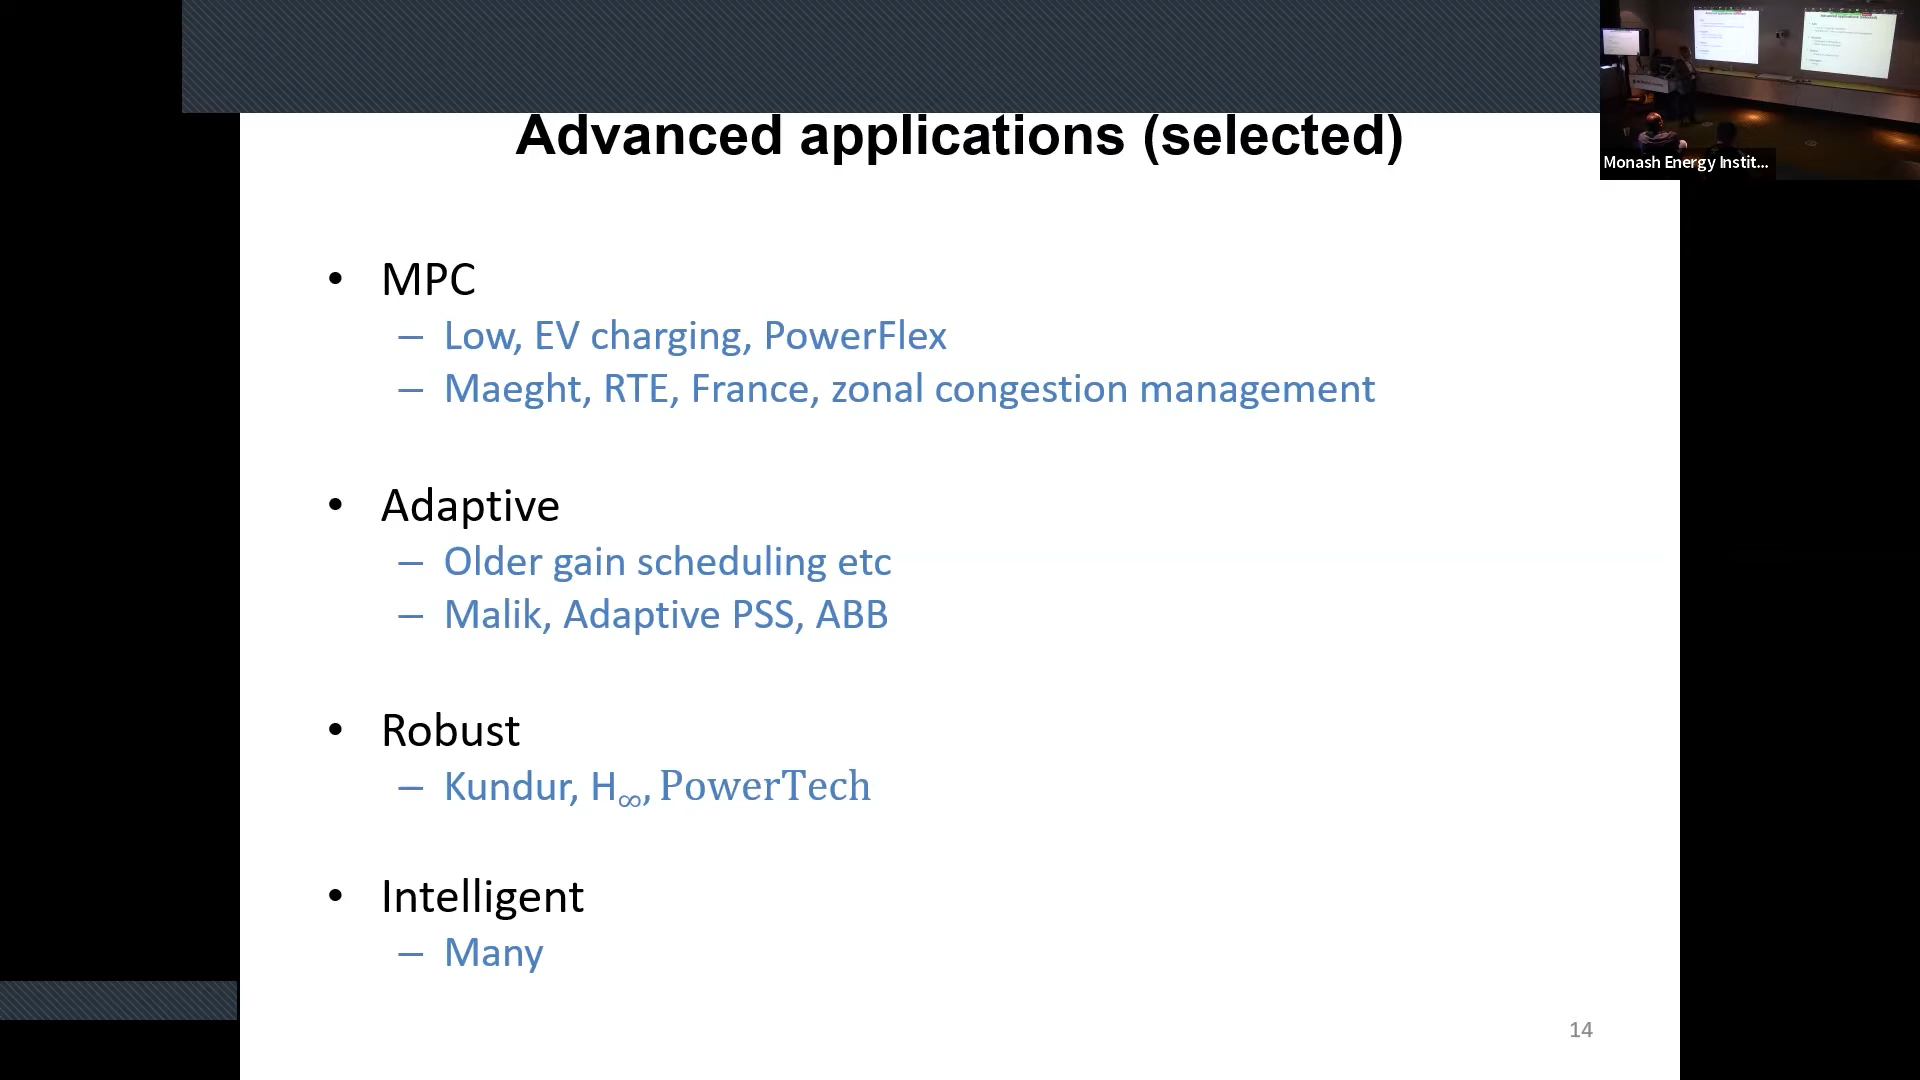 Advanced applications (selected)
Monash Energy Instit...
• MPC
– Low, EV charging, PowerFlex
– Maeght, RTE, France, zonal congestion management
• Adaptive
– Older gain scheduling etc
– Malik, Adaptive PSS, ABB
• Robust
– Kundur, H∞, PowerTech
• Intelligent
– Many
14